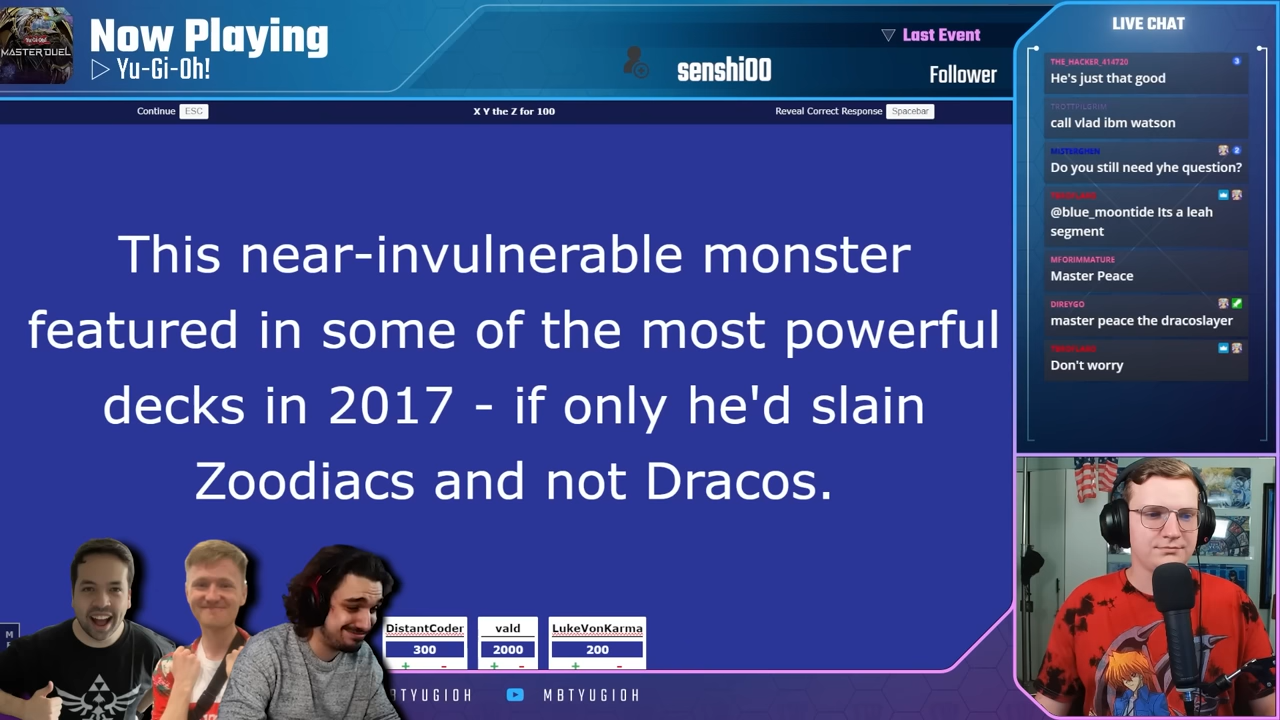 Now Playing
Yu-Gi-Oh!
MASTER DUEL
senshi00
Last Event
Follower
Continue ESC
X Y the Z for 100
Reveal Correct Response Spacebar
This near-invulnerable monster
featured in some of the most powerful
decks in 2017 - if only he'd slain
Zoodiacs and not Dracos.
DistantCoder
300
+ -
vald
2000
+ -
LukeVonKarma
200
+ -
BTYUGIOH
MBTYUGIOH
LIVE CHAT
THE_HACKER_414720
He's just that good
TROTTPILGRIM
call vlad ibm watson
Do you still need yhe question?
@blue_moontide Its a leah
segment
MFORIMMATURE
Master Peace
DIREYGO
master peace the dracoslayer
Don't worry